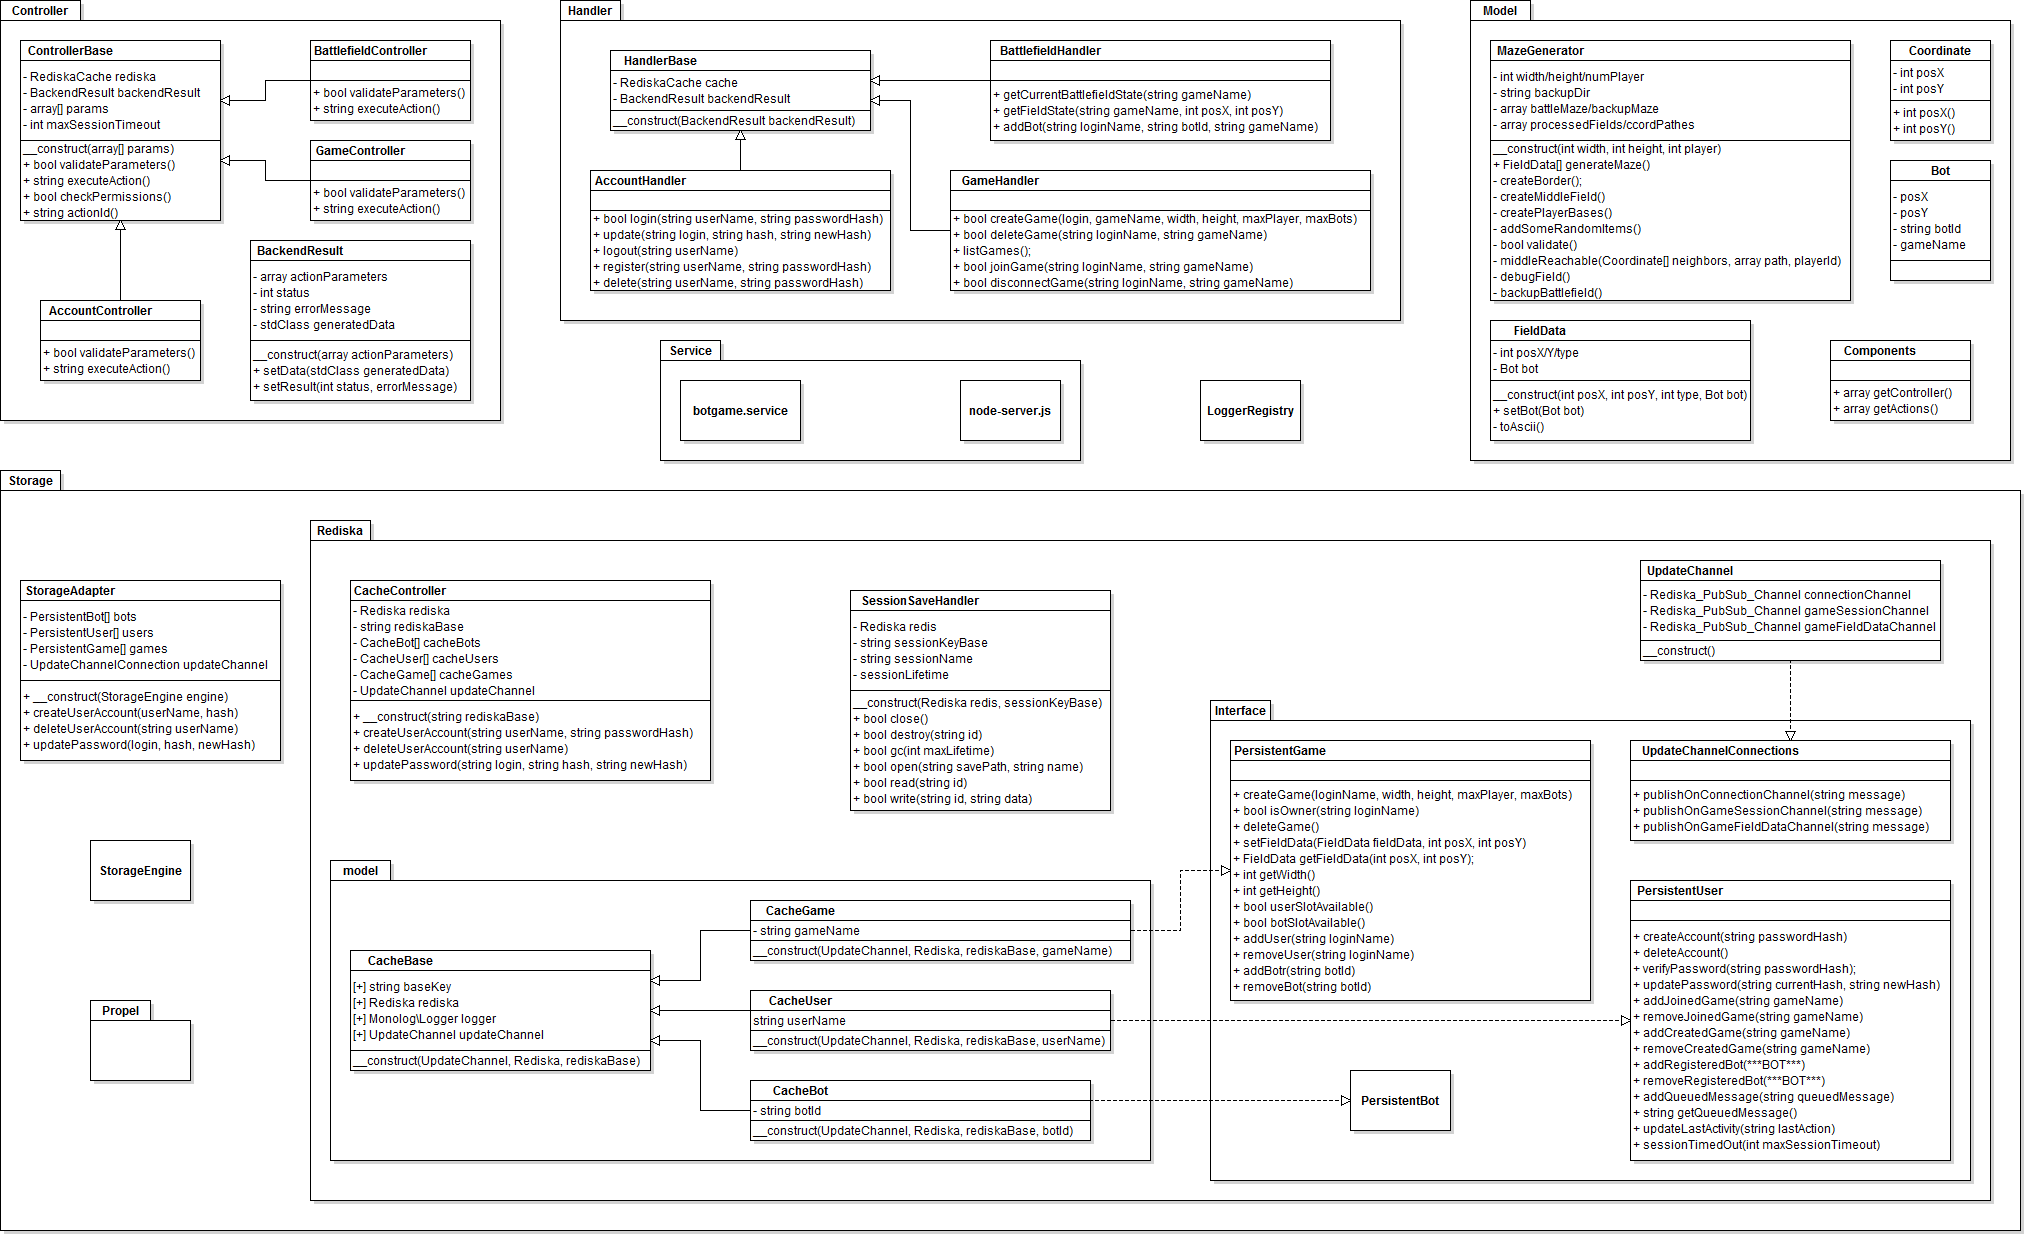 Controller
ControllerBase
- RediskaCache rediska
- BackendResult backendResult
- array[] params
- int maxSessionTimeout
__construct(array[] params)
+ bool validateParameters()
+ string executeAction()
+ bool checkPermissions()
+ string actionId()
BattlefieldController
+ bool validateParameters()
+ string executeAction()
GameController
+ bool validateParameters()
+ string executeAction()
BackendResult
- array actionParameters
- int status
- string errorMessage
- stdClass generatedData
__construct(array actionParameters)
+ setData(stdClass generatedData)
+ setResult(int status, errorMessage)
AccountController
+ bool validateParameters()
+ string executeAction()
Handler
HandlerBase
- RediskaCache cache
- BackendResult backendResult
__construct(BackendResult backendResult)
BattlefieldHandler
+ getCurrentBattlefieldState(string gameName)
+ getFieldState(string gameName, int posX, int posY)
+ addBot(string loginName, string botId, string gameName)
AccountHandler
+ bool login(string userName, string passwordHash)
+ update(string login, string hash, string newHash)
+ logout(string userName)
+ register(string userName, string passwordHash)
+ delete(string userName, string passwordHash)
GameHandler
+ bool createGame(login, gameName, width, height, maxPlayer, maxBots)
+ bool deleteGame(string loginName, string gameName)
+ listGames();
+ bool joinGame(string loginName, string gameName)
+ bool disconnectGame(string loginName, string gameName)
Service
botgame.service
node-server.js
LoggerRegistry
Model
MazeGenerator
- int width/height/numPlayer
- string backupDir
- array battleMaze/backupMaze
- array processedFields/ccordPathes
__construct(int width, int height, int player)
+ FieldData[] generateMaze()
- createBorder();
- createMiddleField()
- createPlayerBases()
- addSomeRandomItems()
- bool validate()
- middleReachable(Coordinate[] neighbors, array path, playerId)
- debugField()
- backupBattlefield()
Coordinate
- int posX
- int posY
+ int posX()
+ int posY()
Bot
- posX
- posY
- string botId
- gameName
FieldData
- int posX/Y/type
- Bot bot
__construct(int posX, int posY, int type, Bot bot)
+ setBot(Bot bot)
- toAscii()
Components
+ array getController()
+ array getActions()
Storage
StorageAdapter
- PersistentBot[] bots
- PersistentUser[] users
- PersistentGame[] games
- UpdateChannelConnection updateChannel
+ __construct(StorageEngine engine)
+ createUserAccount(userName, hash)
+ deleteUserAccount(string userName)
+ updatePassword(login, hash, newHash)
StorageEngine
Propel
Rediska
CacheController
- Rediska rediska
- string rediskaBase
- CacheBot[] cacheBots
- CacheUser[] cacheUsers
- CacheGame[] cacheGames
- UpdateChannel updateChannel
+ __construct(string rediskaBase)
+ createUserAccount(string userName, string passwordHash)
+ deleteUserAccount(string userName)
+ updatePassword(string login, string hash, string newHash)
SessionSaveHandler
- Rediska redis
- string sessionKeyBase
- string sessionName
- sessionLifetime
__construct(Rediska redis, sessionKeyBase)
+ bool close()
+ bool destroy(string id)
+ bool gc(int maxLifetime)
+ bool open(string savePath, string name)
+ bool read(string id)
+ bool write(string id, string data)
UpdateChannel
- Rediska_PubSub_Channel connectionChannel
- Rediska_PubSub_Channel gameSessionChannel
- Rediska_PubSub_Channel gameFieldDataChannel
__construct()
model
CacheBase
[+] string baseKey
[+] Rediska rediska
[+] Monolog\Logger logger
[+] UpdateChannel updateChannel
__construct(UpdateChannel, Rediska, rediskaBase)
CacheGame
- string gameName
__construct(UpdateChannel, Rediska, rediskaBase, gameName)
CacheUser
string userName
__construct(UpdateChannel, Rediska, rediskaBase, userName)
CacheBot
- string botId
__construct(UpdateChannel, Rediska, rediskaBase, botId)
Interface
PersistentGame
+ createGame(loginName, width, height, maxPlayer, maxBots)
+ bool isOwner(string loginName)
+ deleteGame()
+ setFieldData(FieldData fieldData, int posX, int posY)
+ FieldData getFieldData(int posX, int posY);
+ int getWidth()
+ int getHeight()
+ bool userSlotAvailable()
+ bool botSlotAvailable()
+ addUser(string loginName)
+ removeUser(string loginName)
+ addBotr(string botId)
+ removeBot(string botId)
PersistentBot
UpdateChannelConnections
+ publishOnConnectionChannel(string message)
+ publishOnGameSessionChannel(string message)
+ publishOnGameFieldDataChannel(string message)
PersistentUser
+ createAccount(string passwordHash)
+ deleteAccount()
+ verifyPassword(string passwordHash);
+ updatePassword(string currentHash, string newHash)
+ addJoinedGame(string gameName)
+ removeJoinedGame(string gameName)
+ addCreatedGame(string gameName)
+ removeCreatedGame(string gameName)
+ addRegisteredBot(***BOT***)
+ removeRegisteredBot(***BOT***)
+ addQueuedMessage(string queuedMessage)
+ string getQueuedMessage()
+ updateLastActivity(string lastAction)
+ sessionTimedOut(int maxSessionTimeout)